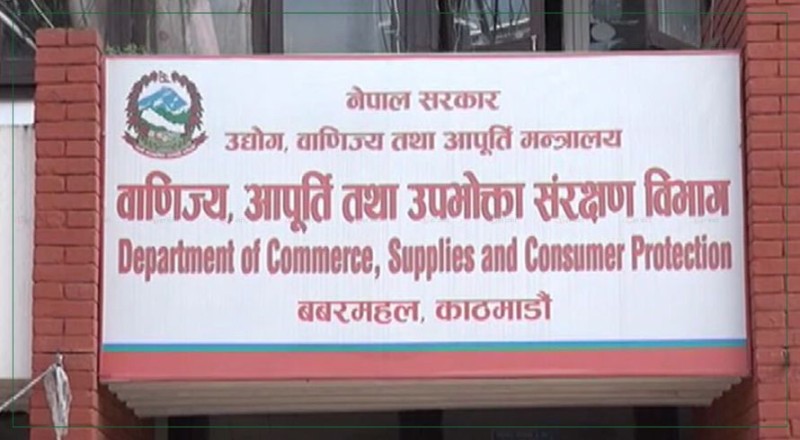 नेपाल सरकार
उद्योग, वाणिज्य तथा आपूर्ति मन्त्रालय
वाणिज्य, आपूर्ति तथा उपभोक्ता संरक्षण विभाग
Department of Commerce, Supplies and Consumer Protection
बबरमहल, काठमाडौं